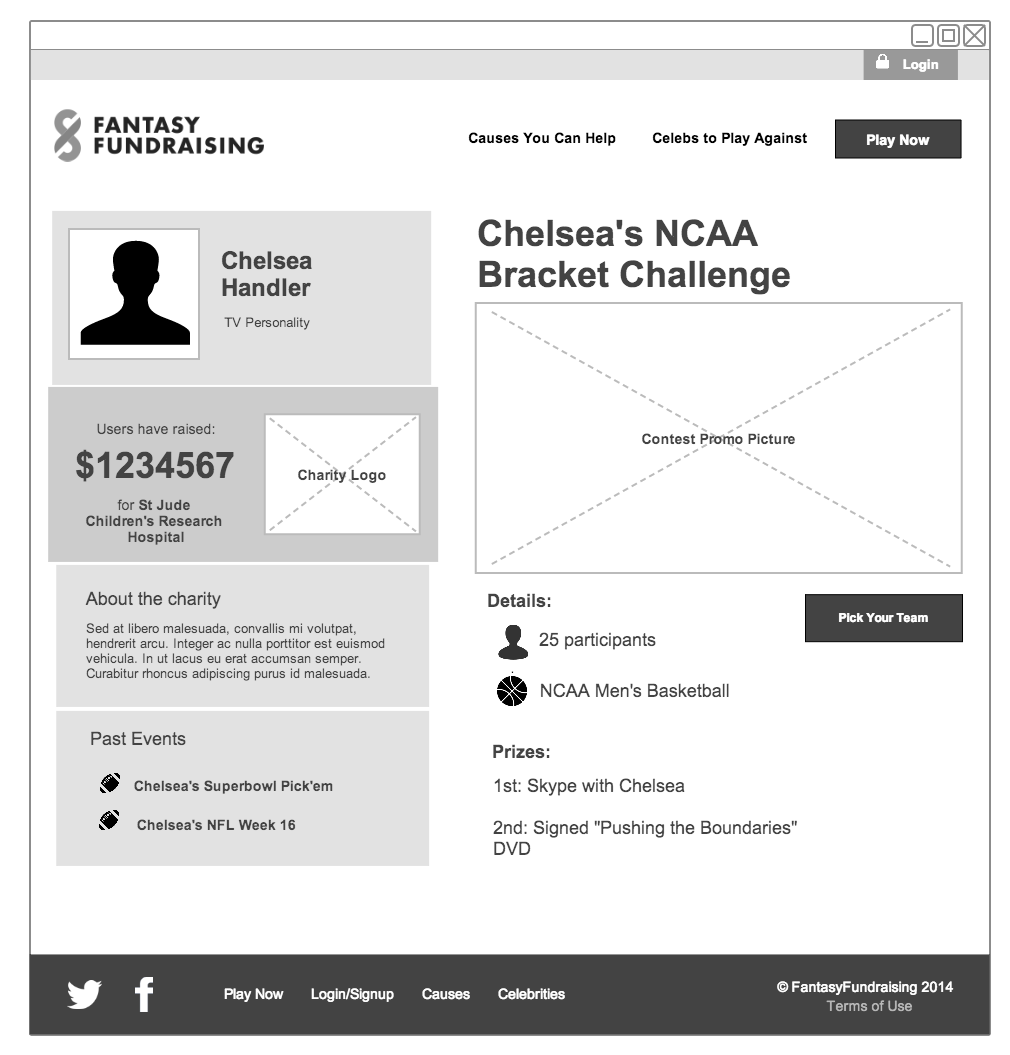 Login
FANTASY
FUNDRAISING
Causes You Can Help
Celebs to Play Against
Play Now
Chelsea
Handler
TV Personality
Users have raised:
$1234567
for St Jude
Children's Research
Hospital
Charity Logo
About the charity
Sed at libero malesuada, convallis mi volutpat,
hendrerit arcu. Integer ac nulla porttitor est euismod
vehicula. In ut lacus eu erat accumsan semper.
Curabitur rhoncus adipiscing purus id malesuada.
Past Events
Chelsea's Superbowl Pick'em
Chelsea's NFL Week 16
Chelsea's NCAA
Bracket Challenge
Contest Promo Picture
Details:
Pick Your Team
25 participants
NCAA Men's Basketball
Prizes:
1st: Skype with Chelsea
2nd: Signed "Pushing the Boundaries"
DVD
Play Now
Login/Signup
Causes
Celebrities
© FantasyFundraising 2014
Terms of Use